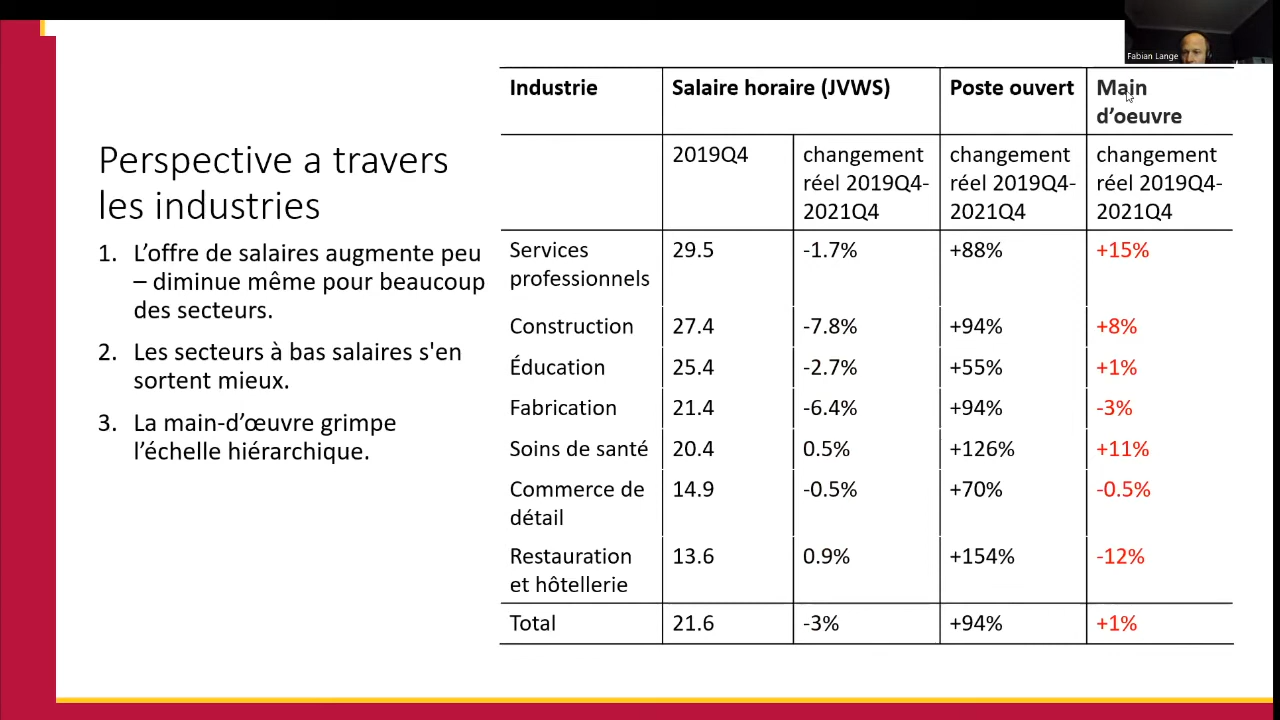 Fabian Lange
Perspective a travers
les industries
1. L’offre de salaires augmente peu
– diminue même pour beaucoup
des secteurs.
2. Les secteurs à bas salaires s'en
sortent mieux.
3. La main-d’œuvre grimpe
l’échelle hiérarchique.
Industrie Salaire horaire (JVWS) Poste ouvert Main
d’oeuvre
2019Q4 changement changement changement
réel 2019Q4- réel 2019Q4- réel 2019Q4-
2021Q4 2021Q4 2021Q4
Services 29.5 -1.7% +88% +15%
professionnels
Construction 27.4 -7.8% +94% +8%
Éducation 25.4 -2.7% +55% +1%
Fabrication 21.4 -6.4% +94% -3%
Soins de santé 20.4 0.5% +126% +11%
Commerce de 14.9 -0.5% +70% -0.5%
détail
Restauration 13.6 0.9% +154% -12%
et hôtellerie
Total 21.6 -3% +94% +1%